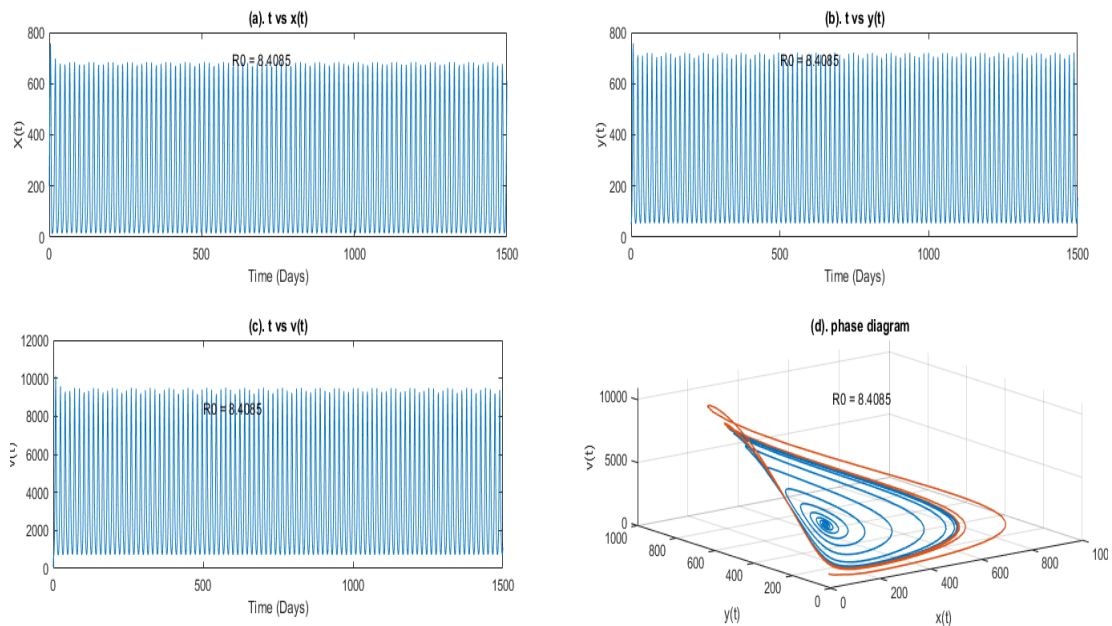 (a). t vs x(t)
800
600
400
200
0
X(t)
R0 = 8.4085
0
500
1000
1500
Time (Days)
(b). t vs y(t)
800
600
400
200
0
y(t)
R0 = 8.4085
0
500
1000
1500
Time (Days)
(c). t vs v(t)
12000
10000
8000
6000
4000
2000
0
v(t)
R0 = 8.4085
0
500
1000
1500
Time (Days)
(d). phase diagram
R0 = 8.4085
10000
5000
0
v(t)
1000
800
600
400
200
0
y(t)
0
200
400
600
800
100
x(t)